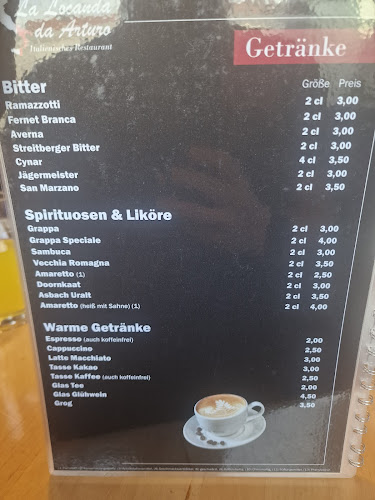 La Locanda
da Arturo
Italienisches Restaurant
Getränke
Bitter Größe Preis
Ramazzotti 2 cl 3,00
Fernet Branca 2 cl 3,00
Averna 2 cl 3,00
Streitberger Bitter 2 cl 3,00
Cynar 4 cl 3,50
Jägermeister 2 cl 3,00
San Marzano 2 cl 3,50
Spirituosen & Liköre
Grappa 2 cl 3,00
Grappa Speciale 2 cl 4,00
Sambuca 2 cl 3,00
Vecchia Romagna 2 cl 3,50
Amaretto (1) 2 cl 2,50
Doornkaat 2 cl 3,00
Asbach Uralt 2 cl 3,50
Amaretto (heiß mit Sahne) (1) 2 cl 4,00
Warme Getränke
Espresso (auch koffeinfrei) 2,00
Cappuccino 2,50
Latte Macchiato 3,00
Tasse Kakao 3,00
Tasse Kaffee (auch koffeinfrei) 2,50
Glas Tee 2,00
Glas Glühwein 4,50
Grog 3,50